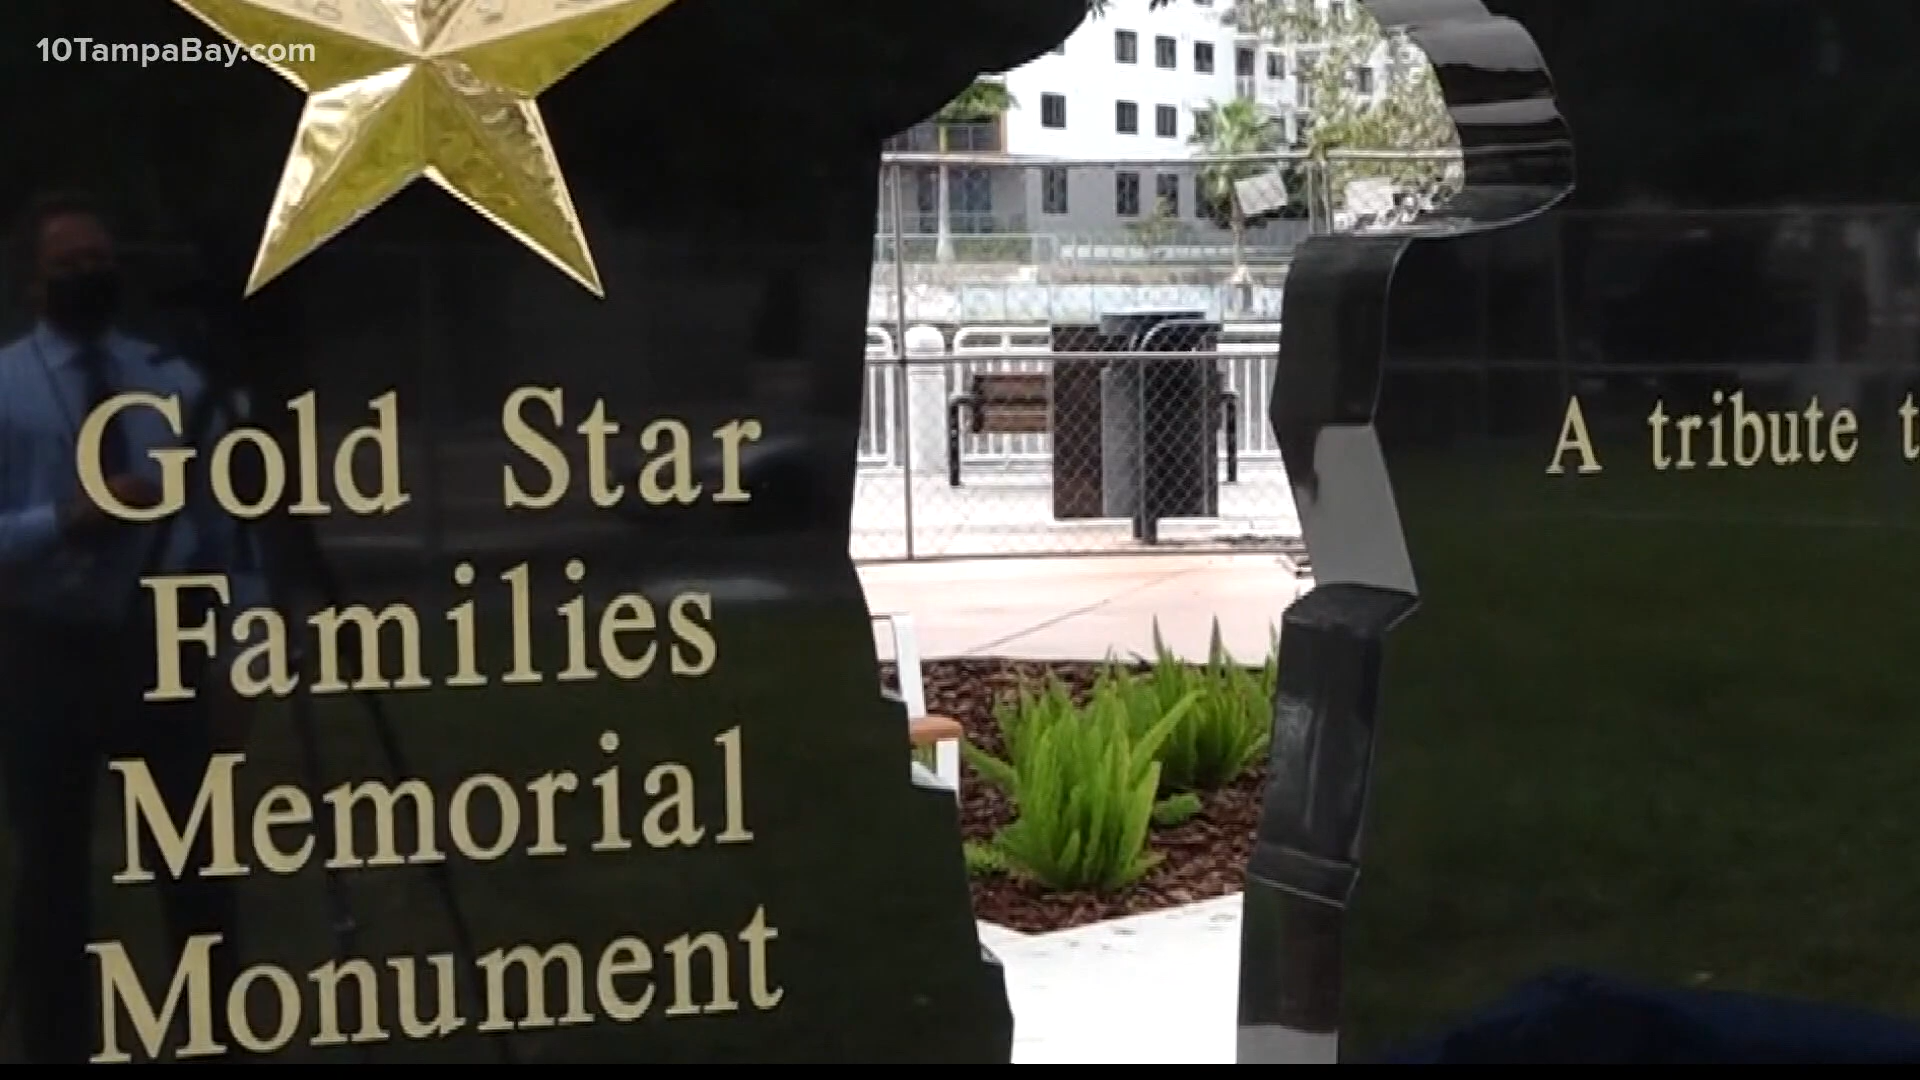 10TampaBay.com
Gold Star
Families
Memorial
Monument
A tribute